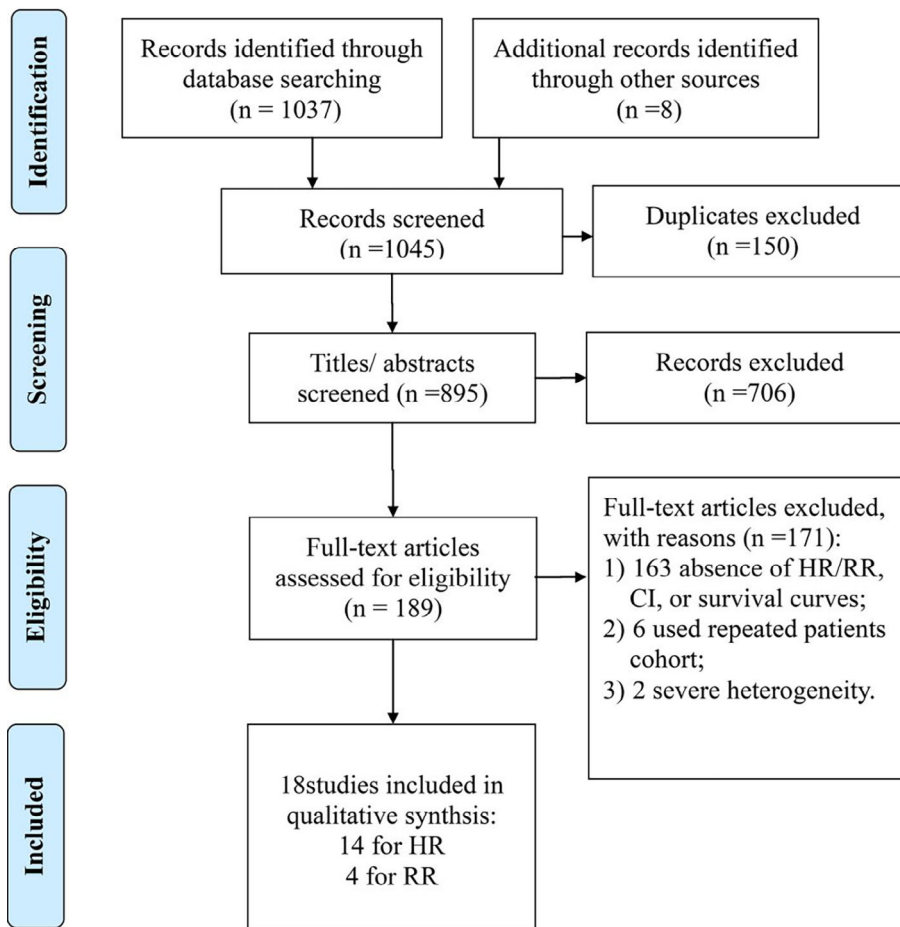 Identification
Records identified through
database searching
(n = 1037)
Additional records identified
through other sources
(n =8)
Records screened
(n =1045)
Duplicates excluded
(n =150)
Screening
Titles/ abstracts
screened (n =895)
Records excluded
(n =706)
Eligibility
Full-text articles
assessed for eligibility
(n = 189)
Full-text articles excluded,
with reasons (n =171):
1) 163 absence of HR/RR,
CI, or survival curves;
2) 6 used repeated patients
cohort;
3) 2 severe heterogeneity.
Included
18studies included in
qualitative synthsis:
14 for HR
4 for RR